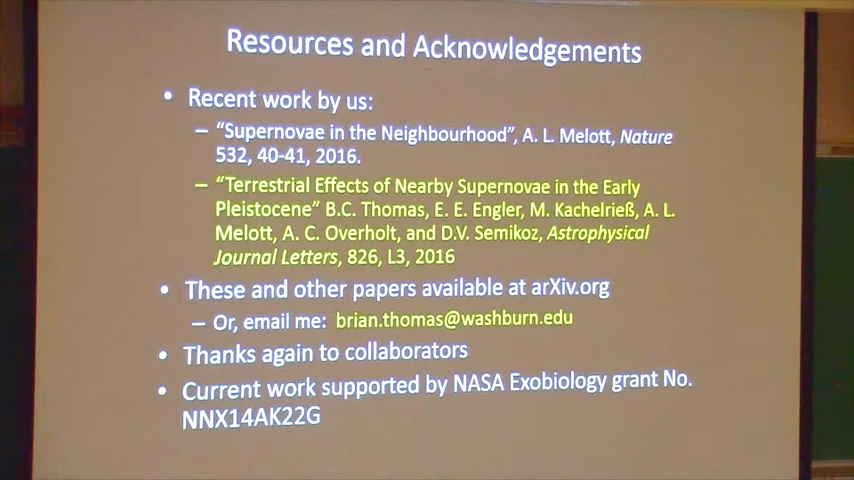 Resources and Acknowledgements
• Recent work by us:
– “Supernovae in the Neighbourhood”, A. L. Melott, Nature
532, 40-41, 2016.
– “Terrestrial Effects of Nearby Supernovae in the Early
Pleistocene” B.C. Thomas, E. E. Engler, M. Kachelrieß, A. L.
Melott, A. C. Overholt, and D.V. Semikoz, Astrophysical
Journal Letters, 826, L3, 2016
• These and other papers available at arXiv.org
– Or, email me: brian.thomas@washburn.edu
• Thanks again to collaborators
• Current work supported by NASA Exobiology grant No.
NNX14AK22G